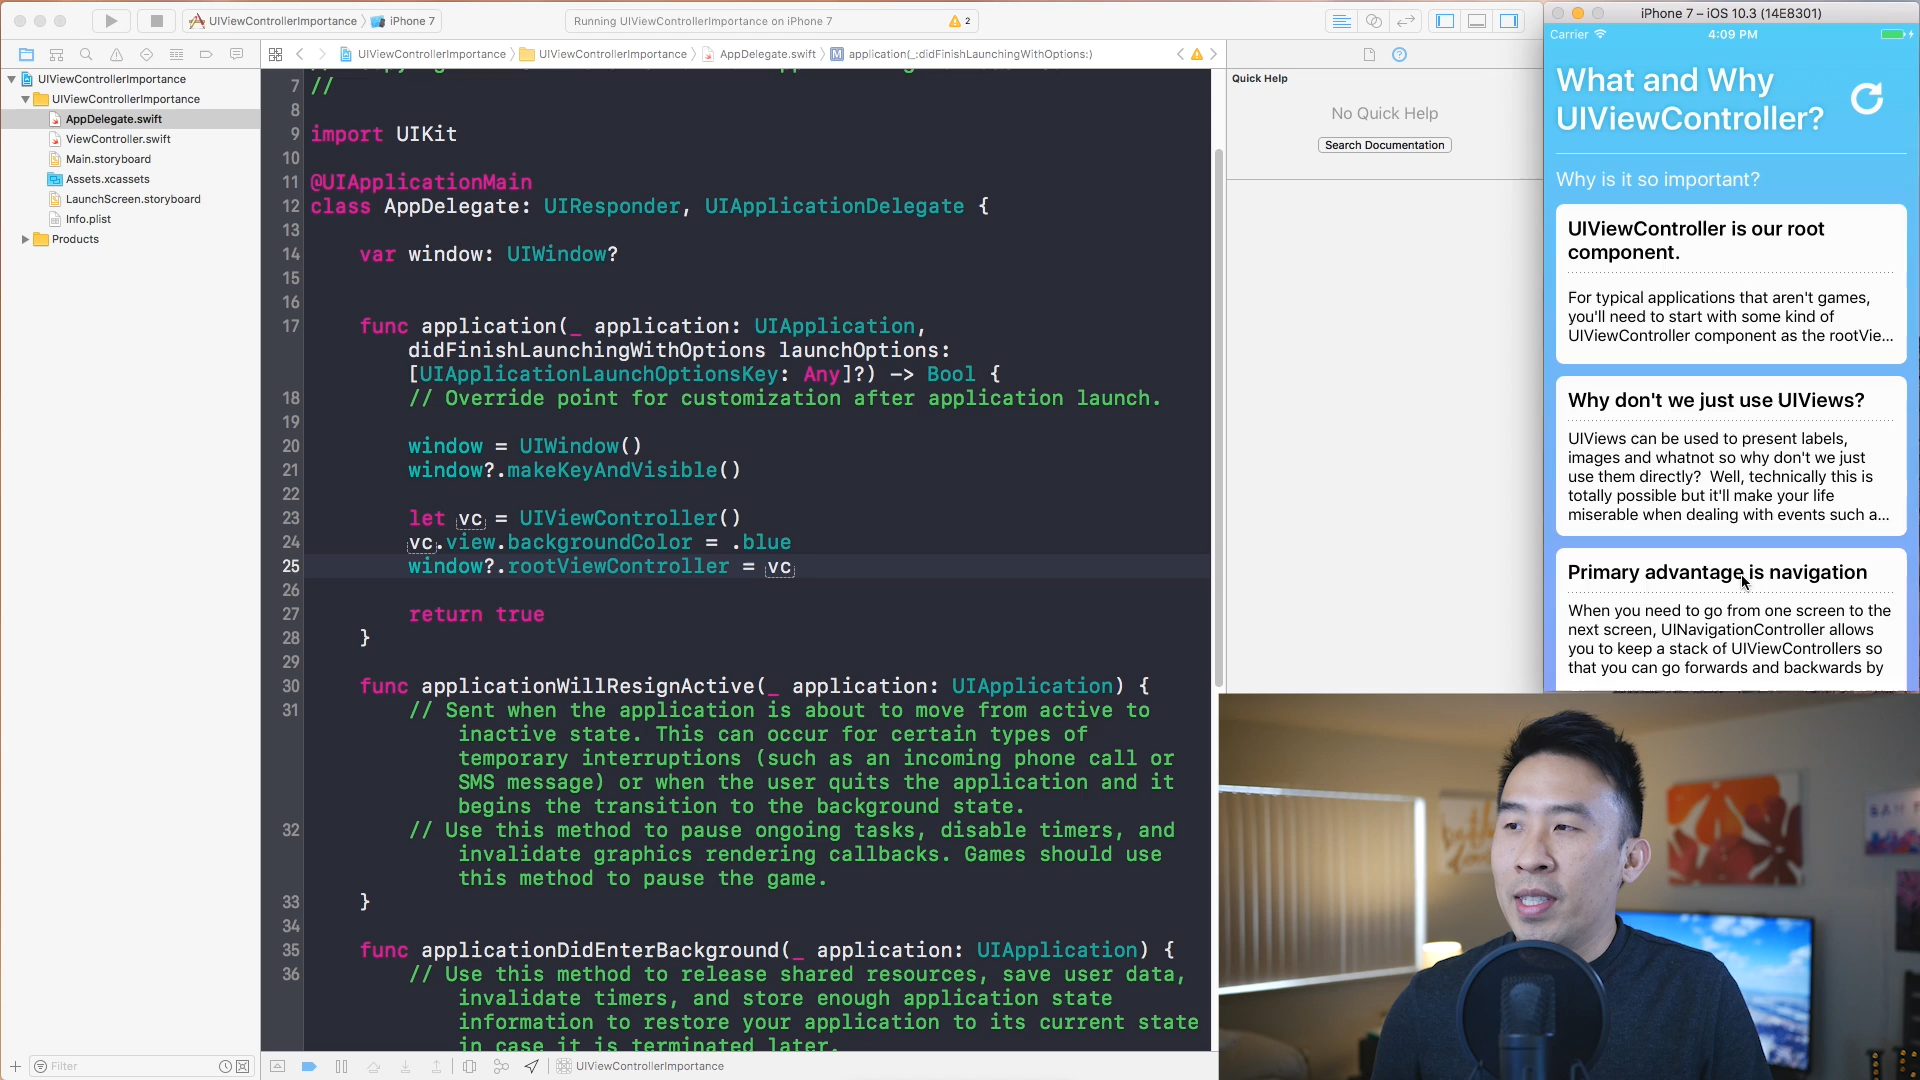 UIViewControllerImportance
iPhone 7
Running UIViewControllerImportance on iPhone 7
2
iPhone 7 – iOS 10.3 (14E8301)
UIViewControllerImportance
UIViewControllerImportance
AppDelegate.swift
application(_:didFinishLaunchingWithOptions:)
UIViewControllerImportance
UIViewControllerImportance
AppDelegate.swift
ViewController.swift
Main.storyboard
Assets.xcassets
LaunchScreen.storyboard
Info.plist
Products
Filter
7 //
8
9 import UIKit
10
11 @UIApplicationMain
12 class AppDelegate: UIResponder, UIApplicationDelegate {
13
14 var window: UIWindow?
15
16
17 func application(_ application: UIApplication,
didFinishLaunchingWithOptions launchOptions:
[UIApplicationLaunchOptionsKey: Any]?) -> Bool {
18 // Override point for customization after application launch.
19
20 window = UIWindow()
21 window?.makeKeyAndVisible()
22
23 let vc = UIViewController()
24 vc.view.backgroundColor = .blue
25 window?.rootViewController = vc
26
27 return true
28 }
29
30 func applicationWillResignActive(_ application: UIApplication) {
31 // Sent when the application is about to move from active to
inactive state. This can occur for certain types of
temporary interruptions (such as an incoming phone call or
SMS message) or when the user quits the application and it
begins the transition to the background state.
32 // Use this method to pause ongoing tasks, disable timers, and
invalidate graphics rendering callbacks. Games should use
this method to pause the game.
33 }
34
35 func applicationDidEnterBackground(_ application: UIApplication) {
36 // Use this method to release shared resources, save user data,
invalidate timers, and store enough application state
information to restore your application to its current state
in case it is terminated later.
UIViewControllerImportance
Quick Help
No Quick Help
Search Documentation
Carrier
4:09 PM
What and Why
UIViewController?
Why is it so important?
UIViewController is our root
component.
For typical applications that aren't games,
you'll need to start with some kind of
UIViewController component as the rootVie...
Why don't we just use UIViews?
UIViews can be used to present labels,
images and whatnot so why don't we just
use them directly? Well, technically this is
totally possible but it'll make your life
miserable when dealing with events such a...
Primary advantage is navigation
When you need to go from one screen to the
next screen, UINavigationController allows
you to keep a stack of UIViewControllers so
that you can go forwards and backwards by